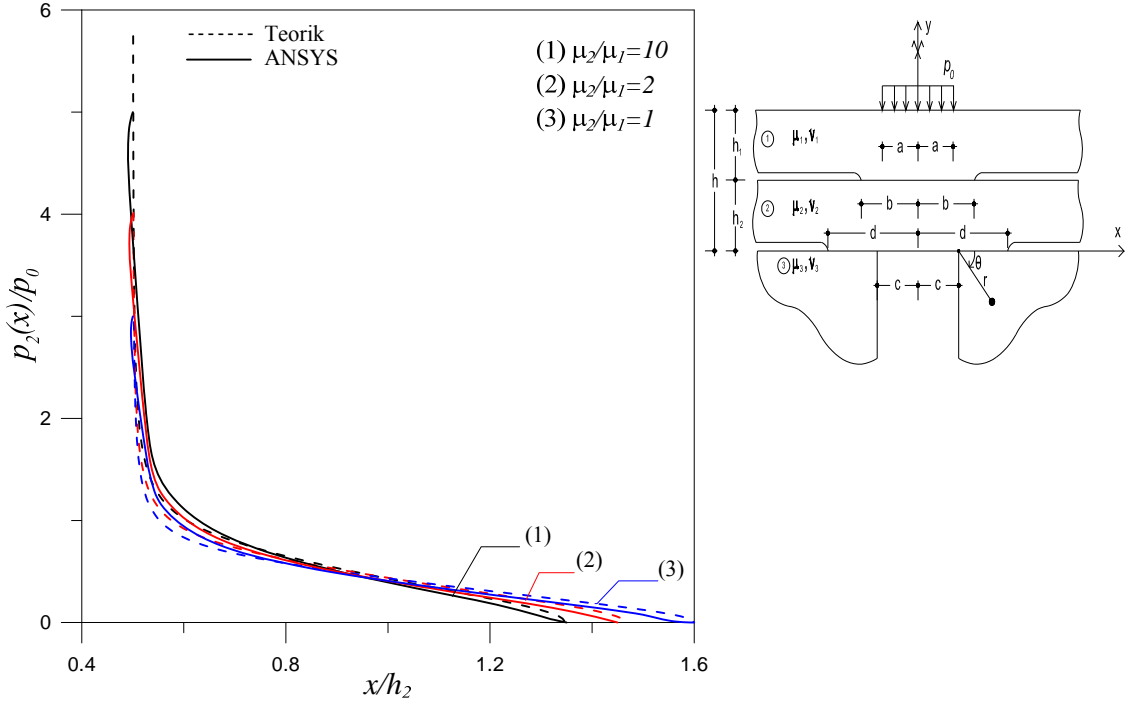 6
4
2
0
0.4
0.8
1.2
1.6
p₂(x)/p₀
x/h₂
Teorik
ANSYS
(1) μ₂/μ₁=10
(2) μ₂/μ₁=2
(3) μ₂/μ₁=1
(1)
(2)
(3)
y
p₀
① μ₁,ν₁
a a
h₁
h
② μ₂,ν₂
b b
h₂
d d
x
③ μ₃,ν₃
θ
c c
r